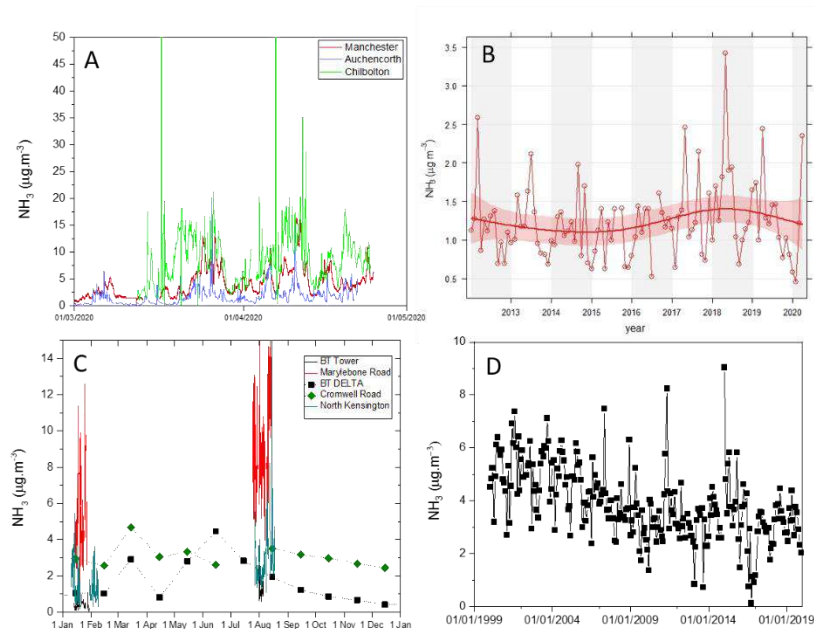 A
Manchester
Auchencorth
Chilbolton
NH₃ (µg.m⁻³)
50
45
40
35
30
25
20
15
10
5
0
01/03/2020 01/04/2020 01/05/2020
B
NH₃ (µg m⁻³)
3.5
3.0
2.5
2.0
1.5
1.0
0.5
2013 2014 2015 2016 2017 2018 2019 2020
year
C
BT Tower
Marylebone Road
BT DELTA
Cromwell Road
North Kensington
NH₃ (µg.m⁻³)
14
12
10
8
6
4
2
0
1 Jan 1 Feb 1 Mar 1 Apr 1 May 1 Jun 1 Jul 1 Aug 1 Sep 1 Oct 1 Nov 1 Dec 1 Jan
D
NH₃ (µg.m⁻³)
10
8
6
4
2
0
01/01/1999 01/01/2004 01/01/2009 01/01/2014 01/01/2019